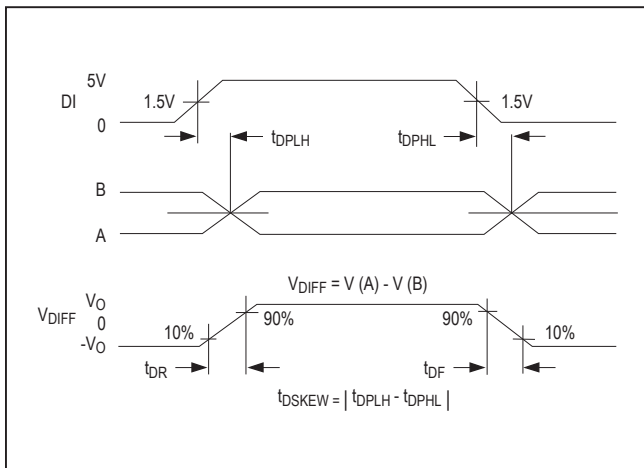 5V
DI
1.5V
1.5V
0
tDPLH
tDPHL
B
A
VDIFF = V (A) - V (B)
VO
VDIFF
0
-VO
10%
90%
90%
10%
tDR
tDF
tDSKEW = | tDPLH - tDPHL |